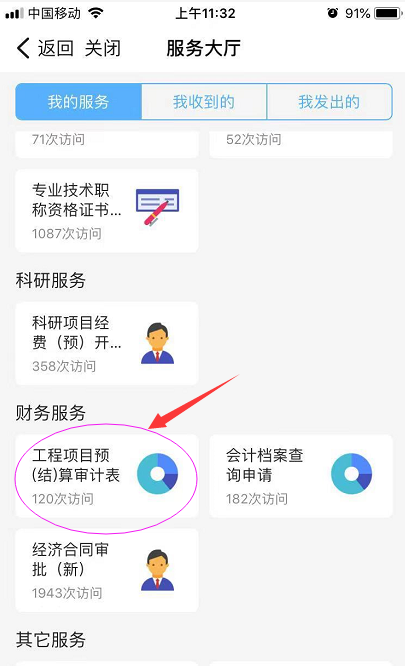 中国移动 上午11:32 91%
返回 关闭 服务大厅
我的服务 我收到的 我发出的
71次访问 52次访问
专业技术职
称资格证书...
1087次访问
科研服务
科研项目经
费（预）开...
358次访问
财务服务
工程项目预
(结)算审计表
120次访问
会计档案查
询申请
182次访问
经济合同审
批（新）
1943次访问
其它服务